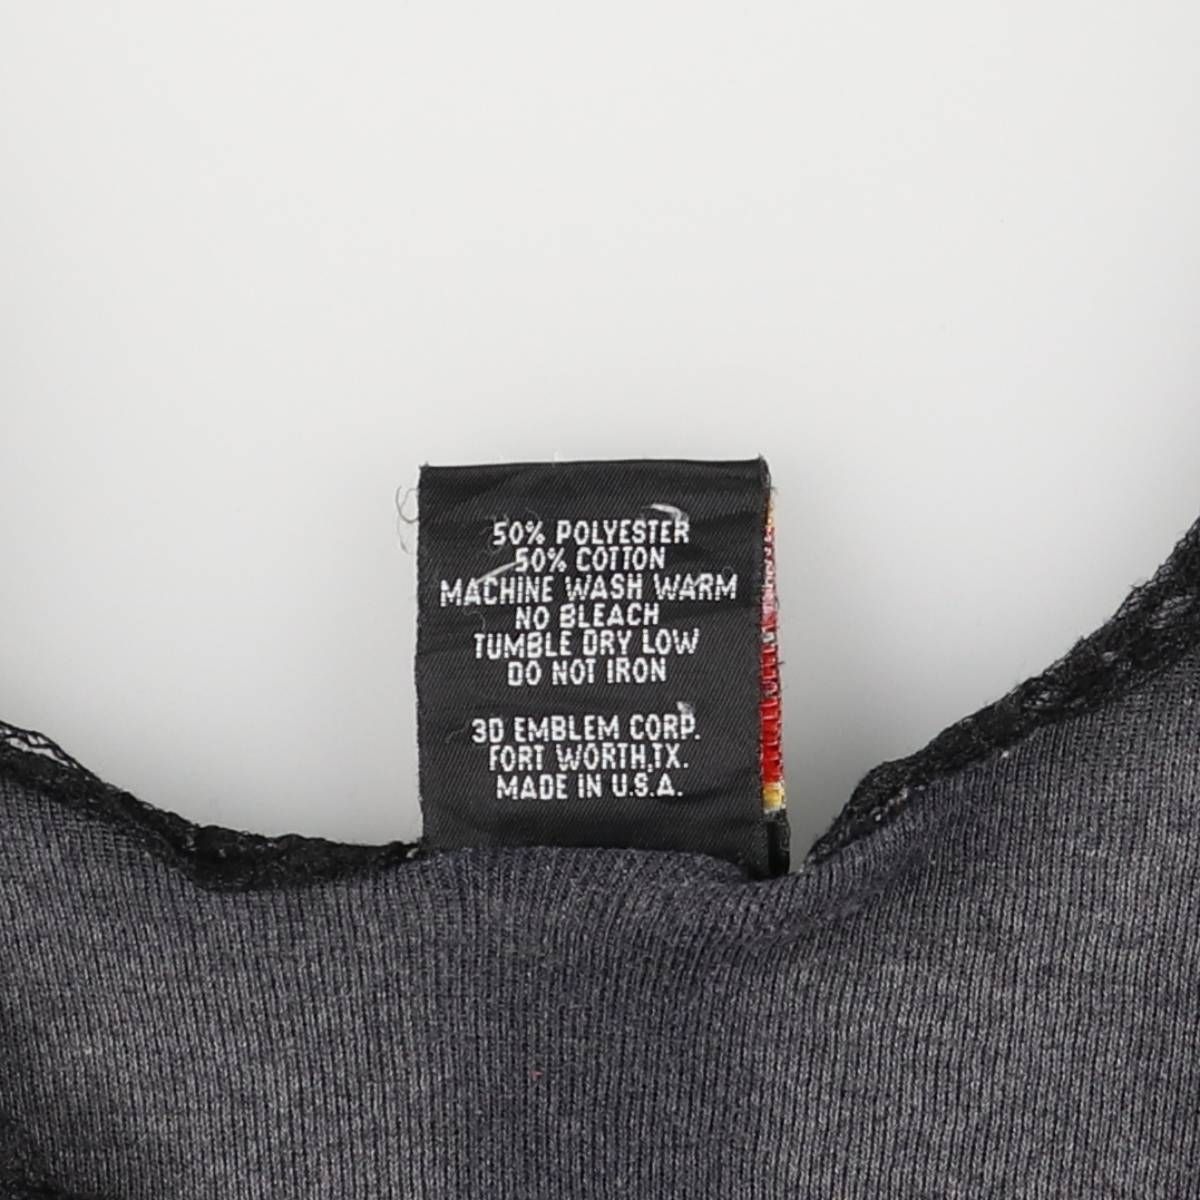 50% POLYESTER
50% COTTON
MACHINE WASH WARM
NO BLEACH
TUMBLE DRY LOW
DO NOT IRON
3D EMBLEM CORP.
FORT WORTH,TX.
MADE IN U.S.A.